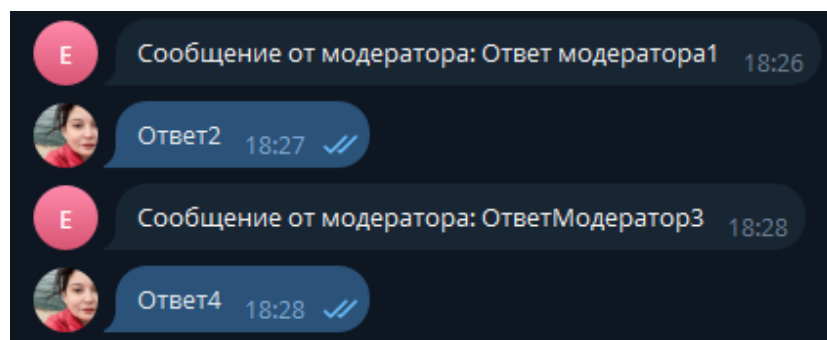 Е
Сообщение от модератора: Ответ модератора1 18:26
Ответ2 18:27
Е
Сообщение от модератора: ОтветМодератор3 18:28
Ответ4 18:28